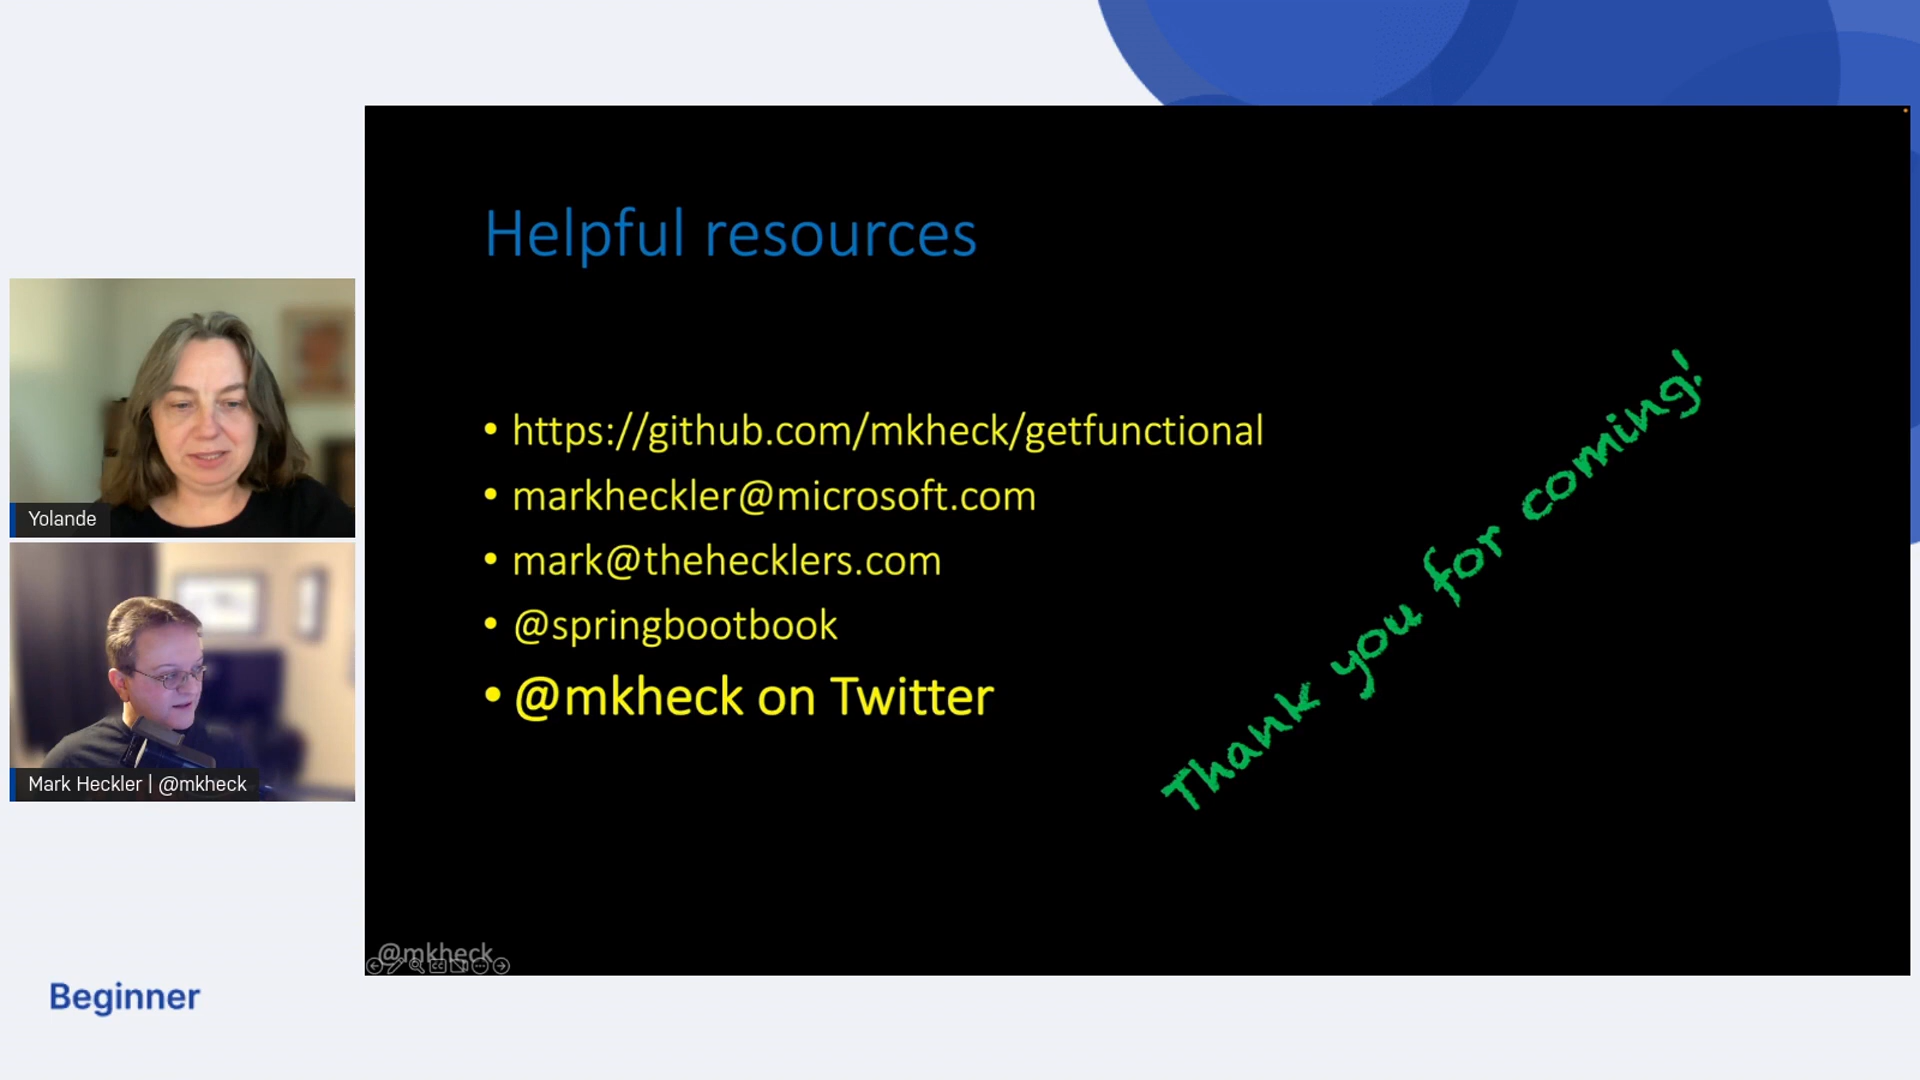 Helpful resources
• https://github.com/mkheck/getfunctional
• markheckler@microsoft.com
• mark@thehecklers.com
• @springbootbook
• @mkheck on Twitter
Thank you for coming!
@mkheck
Yolande
Mark Heckler | @mkheck
Beginner